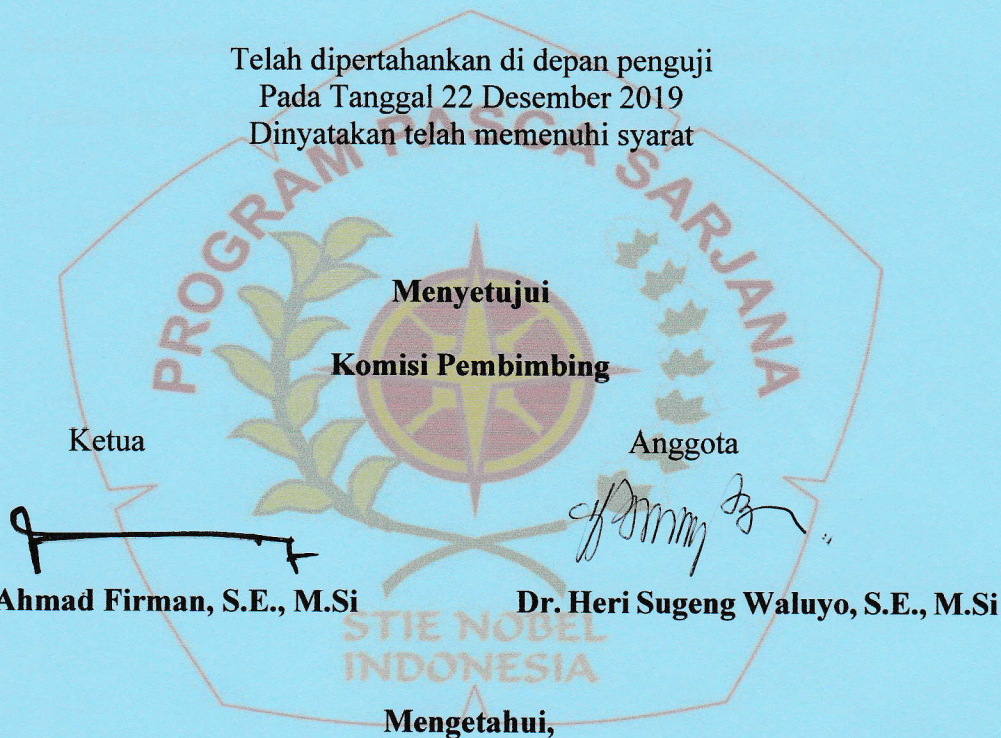 Telah dipertahankan di depan penguji
Pada Tanggal 22 Desember 2019
Dinyatakan telah memenuhi syarat
PROGRAM PASCA SARJANA
Menyetujui
Komisi Pembimbing
Ketua
Anggota
Ahmad Firman, S.E., M.Si
Dr. Heri Sugeng Waluyo, S.E., M.Si
STIE NOBEL
INDONESIA
Mengetahui,